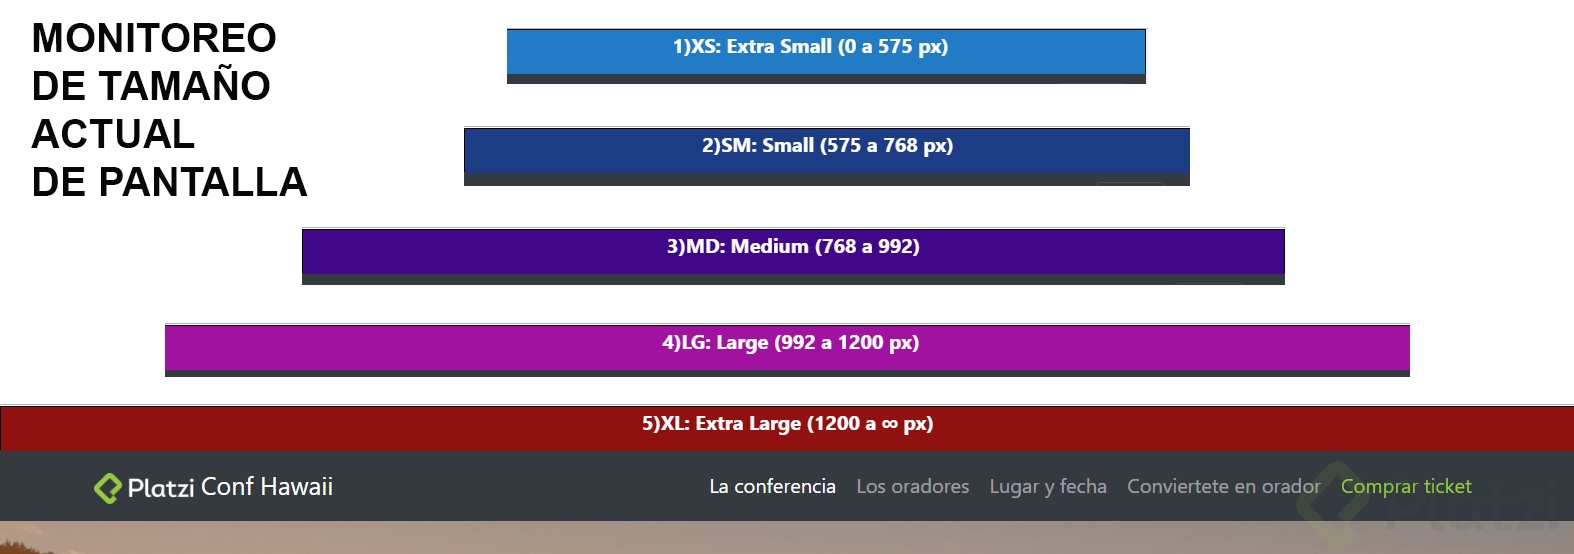 MONITOREO
DE TAMAÑO
ACTUAL
DE PANTALLA
1)XS: Extra Small (0 a 575 px)
2)SM: Small (575 a 768 px)
3)MD: Medium (768 a 992)
4)LG: Large (992 a 1200 px)
5)XL: Extra Large (1200 a ∞ px)
Platzi Conf Hawaii La conferencia Los oradores Lugar y fecha Conviertete en orador Comprar ticket
Platzi